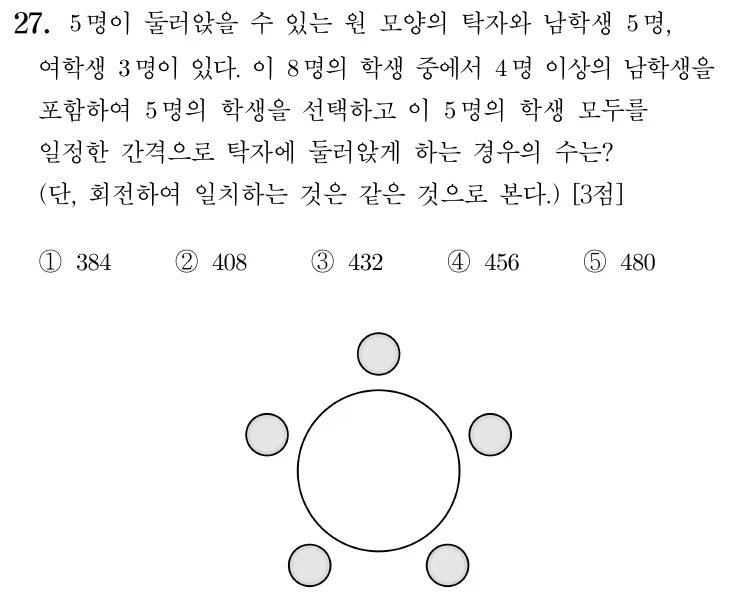 27. 5명이 둘러앉을 수 있는 원 모양의 탁자와 남학생 5명,
여학생 3명이 있다. 이 8명의 학생 중에서 4명 이상의 남학생을
포함하여 5명의 학생을 선택하고 이 5명의 학생 모두를
일정한 간격으로 탁자에 둘러앉게 하는 경우의 수는?
(단, 회전하여 일치하는 것은 같은 것으로 본다.) [3점]
① 384 ② 408 ③ 432 ④ 456 ⑤ 480